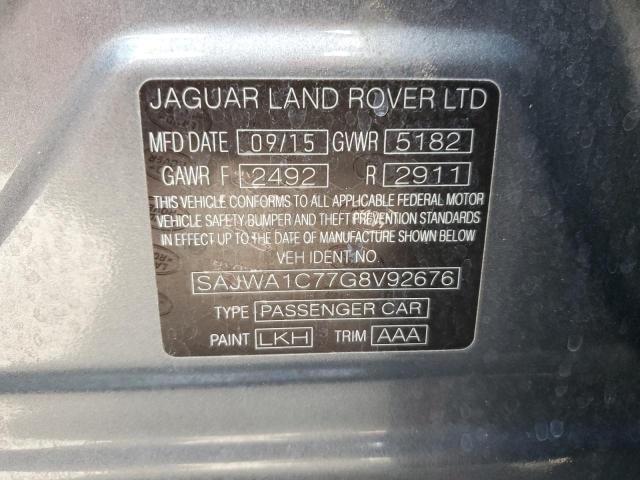 JAGUAR LAND ROVER LTD
MFD DATE 09/15 GVWR 5182
GAWR F 2492 R 2911
THIS VEHICLE CONFORMS TO ALL APPLICABLE FEDERAL MOTOR
VEHICLE SAFETY, BUMPER AND THEFT PREVENTION STANDARDS
IN EFFECT UP TO THE DATE OF MANUFACTURE SHOWN BELOW
VEH IDENT NO.
SAJWA1C77G8V92676
TYPE PASSENGER CAR
PAINT LKH TRIM AAA